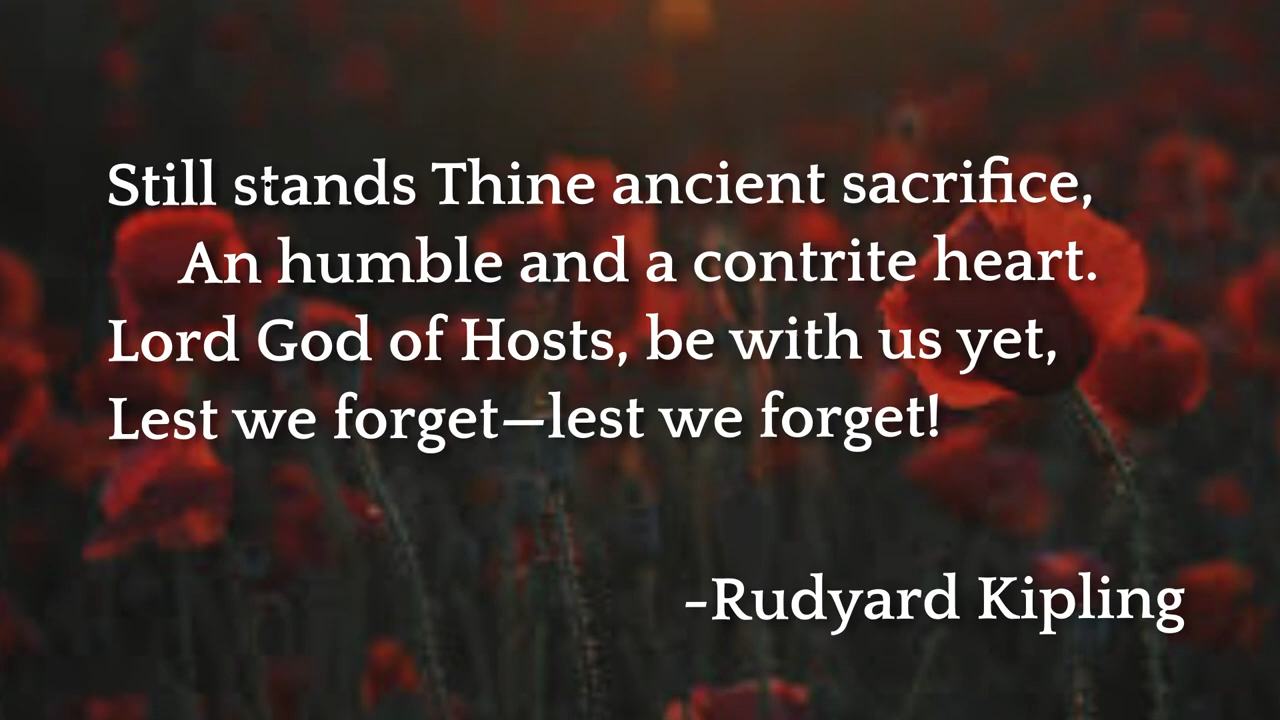 Still stands Thine ancient sacrifice,
An humble and a contrite heart.
Lord God of Hosts, be with us yet,
Lest we forget—lest we forget!
-Rudyard Kipling